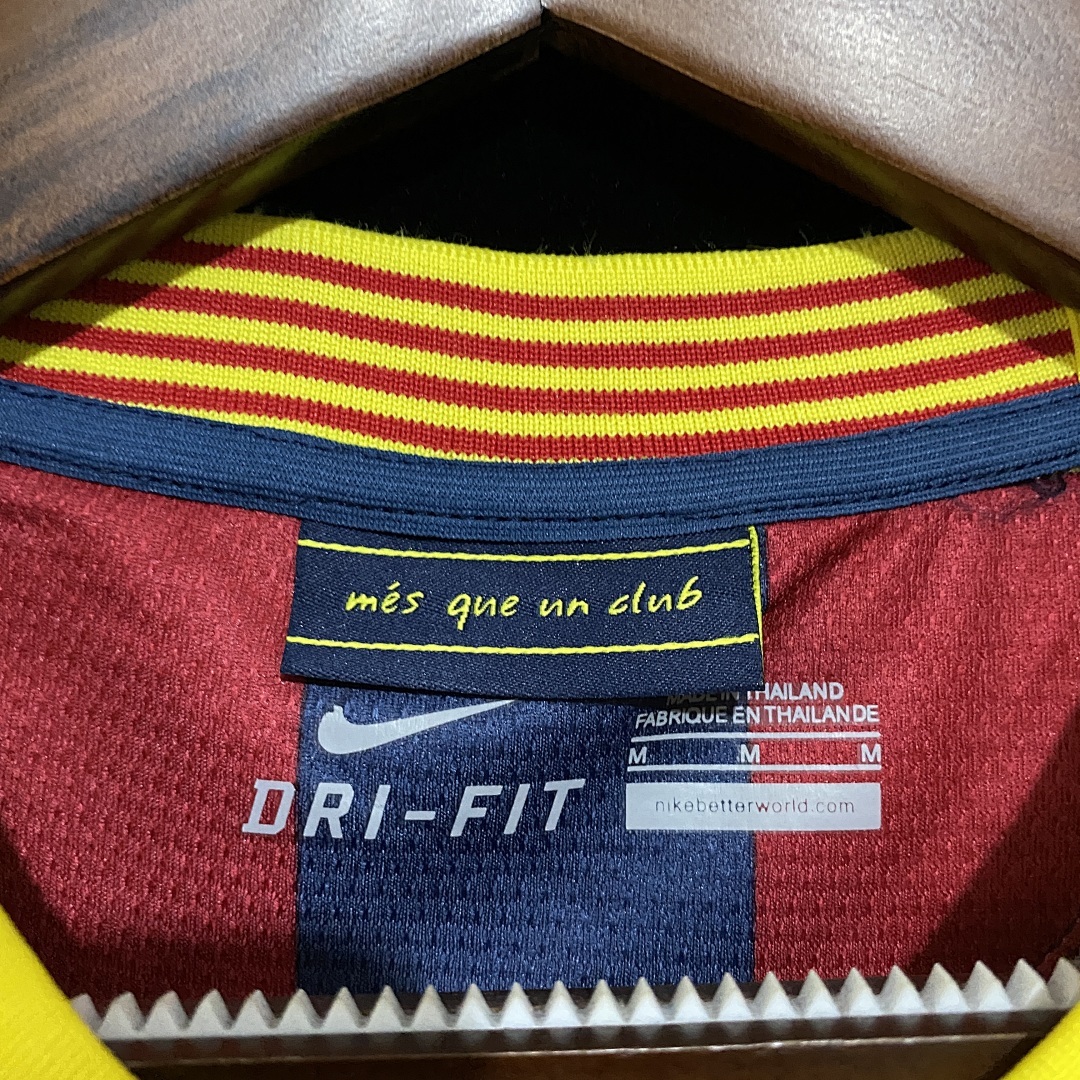 més que un club
MADE IN THAILAND
FABRIQUE EN THAILANDE
M M M
DRI-FIT
nikebetterworld.com